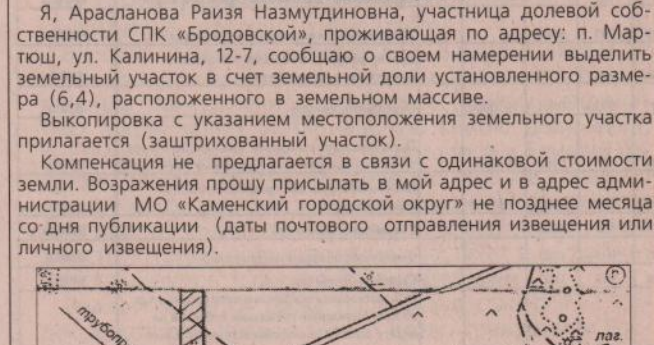 Я, Арасланова Раизя Назмутдиновна, участница долевой соб-
ственности СПК «Бродовской», проживающая по адресу: п. Мар-
тюш, ул. Калинина, 12-7, сообщаю о своем намерении выделить
земельный участок в счет земельной доли установленного разме-
ра (6,4), расположенного в земельном массиве.
Выкопировка с указанием местоположения земельного участка
прилагается (заштрихованный участок).
Компенсация не предлагается в связи с одинаковой стоимости
земли. Возражения прошу присылать в мой адрес и в адрес адми-
нистрации МО «Каменский городской округ» не позднее месяца
со дня публикации (даты почтового отправления извещения или
личного извещения).
трубопр
лаг.